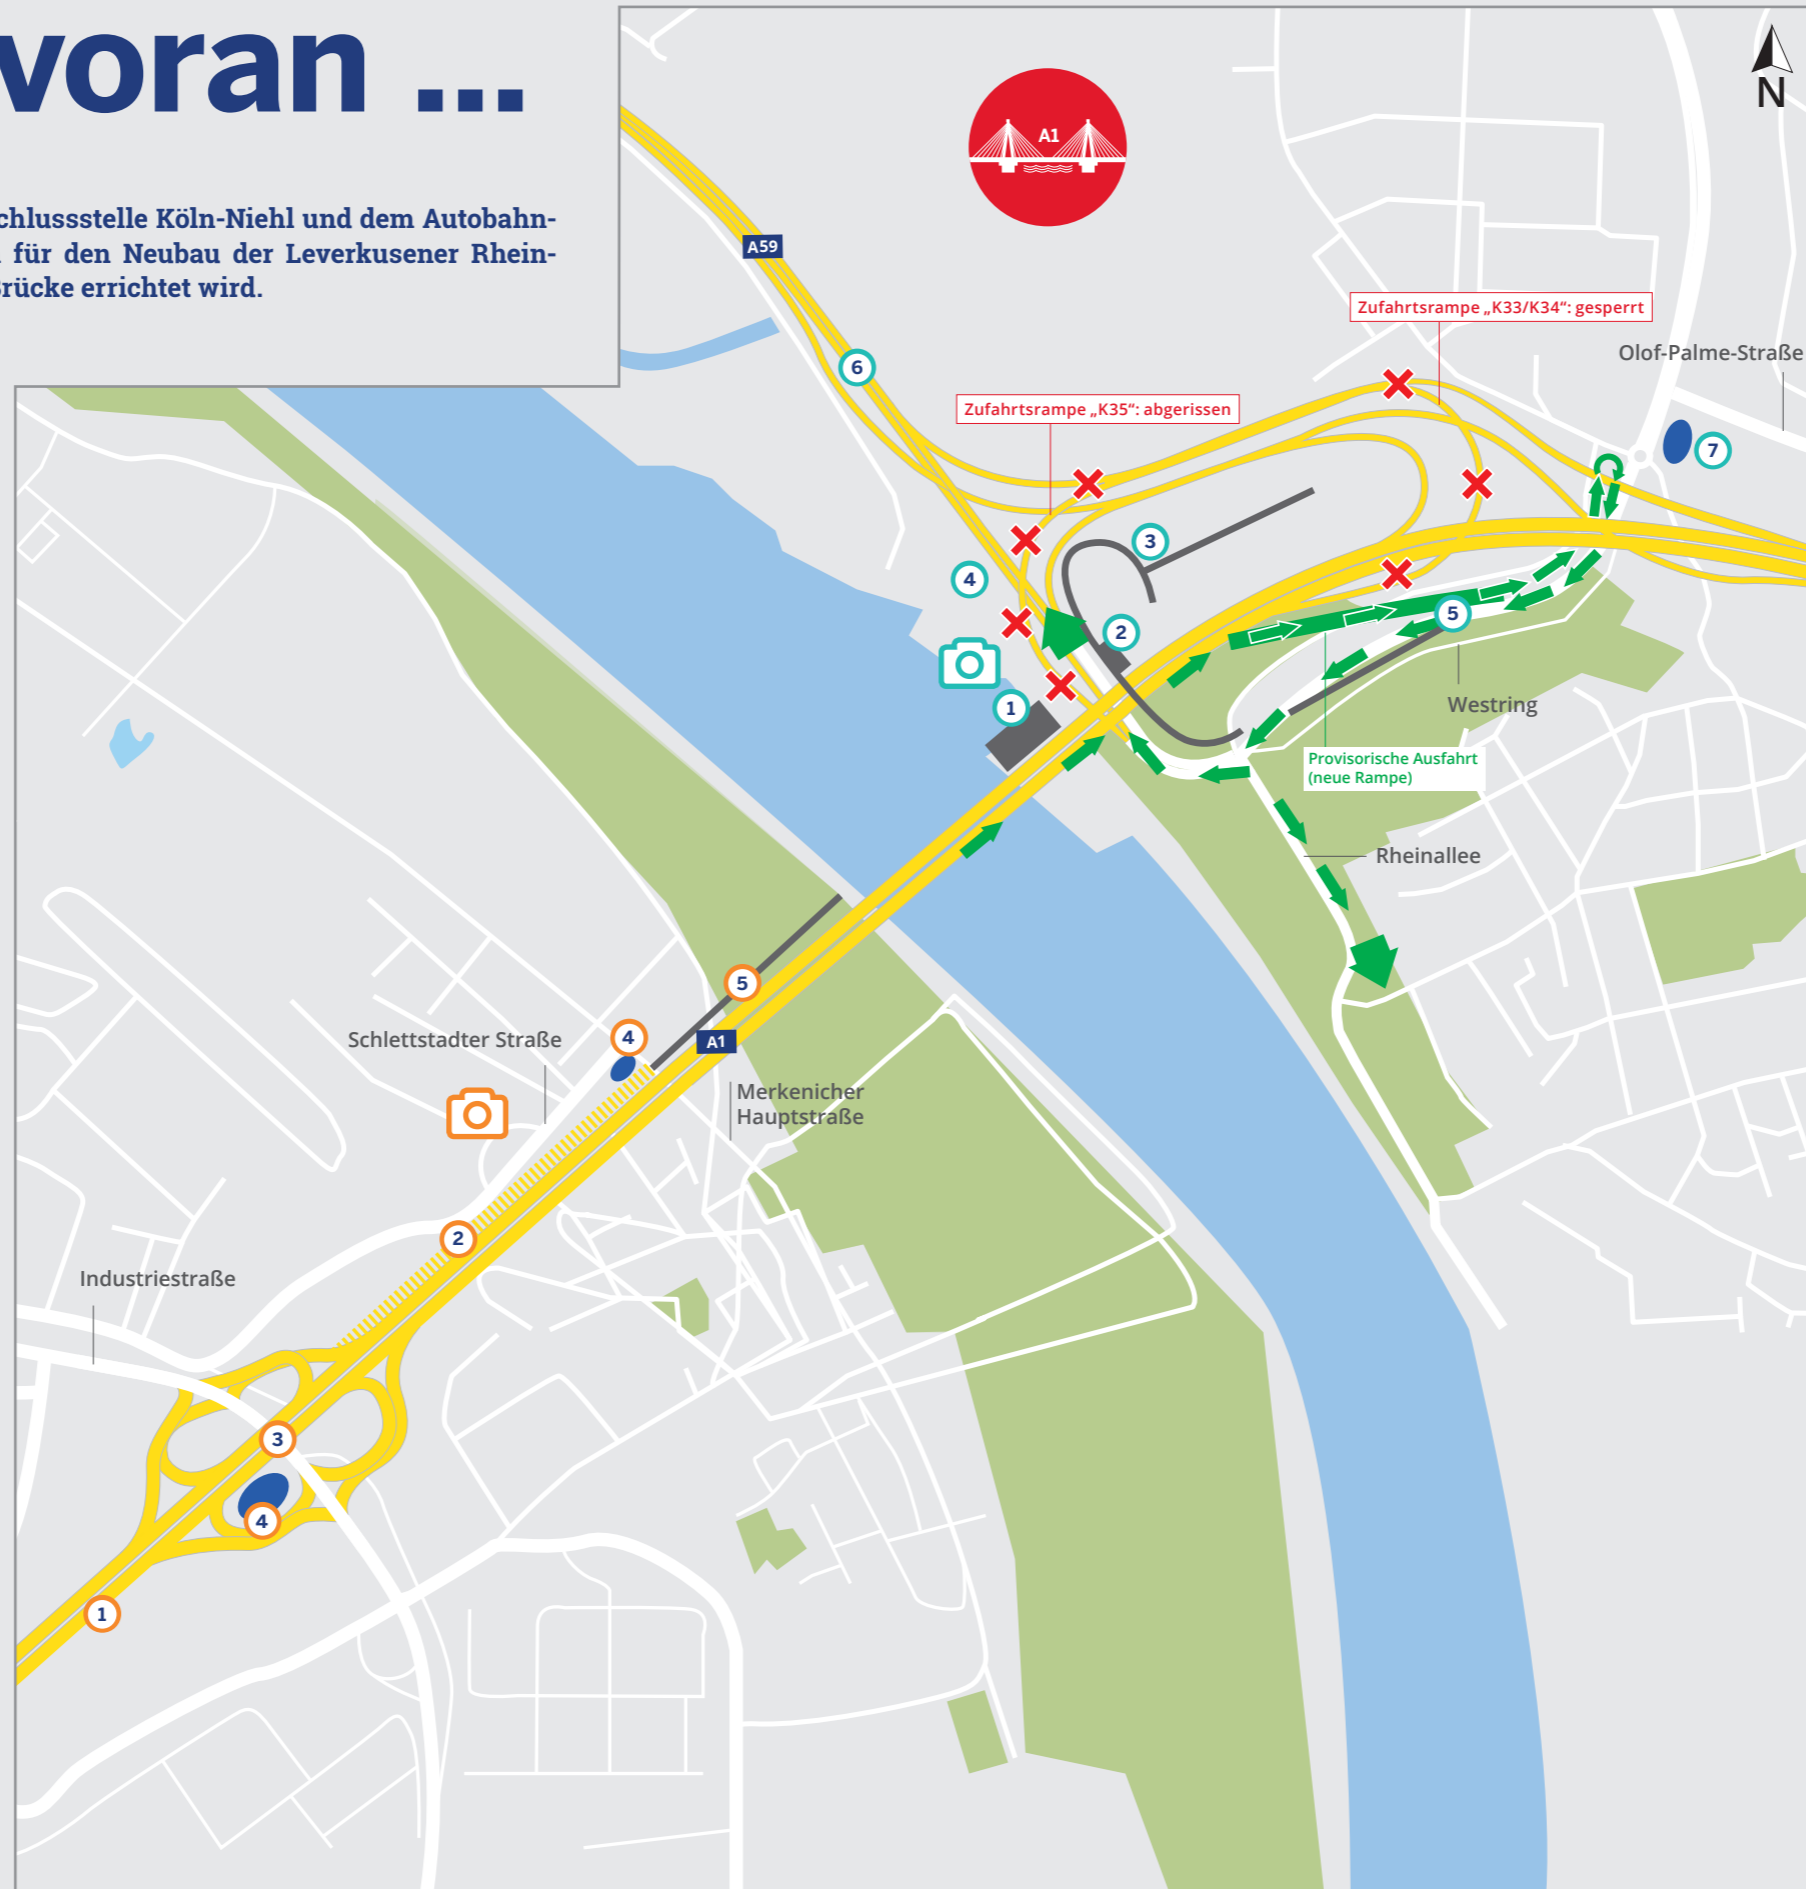 voran ...
chlussstelle Köln-Niehl und dem Autobahn-
für den Neubau der Leverkusener Rhein-
Brücke errichtet wird.
A1
N
A59
Zufahrtsrampe „K33/K34“: gesperrt
Olof-Palme-Straße
6
Zufahrtsrampe „K35“: abgerissen
7
3
4
2
5
1
Westring
Provisorische Ausfahrt
(neue Rampe)
Rheinallee
5
Schlettstadter Straße
4
A1
Merkenicher
Hauptstraße
2
Industriestraße
3
4
1